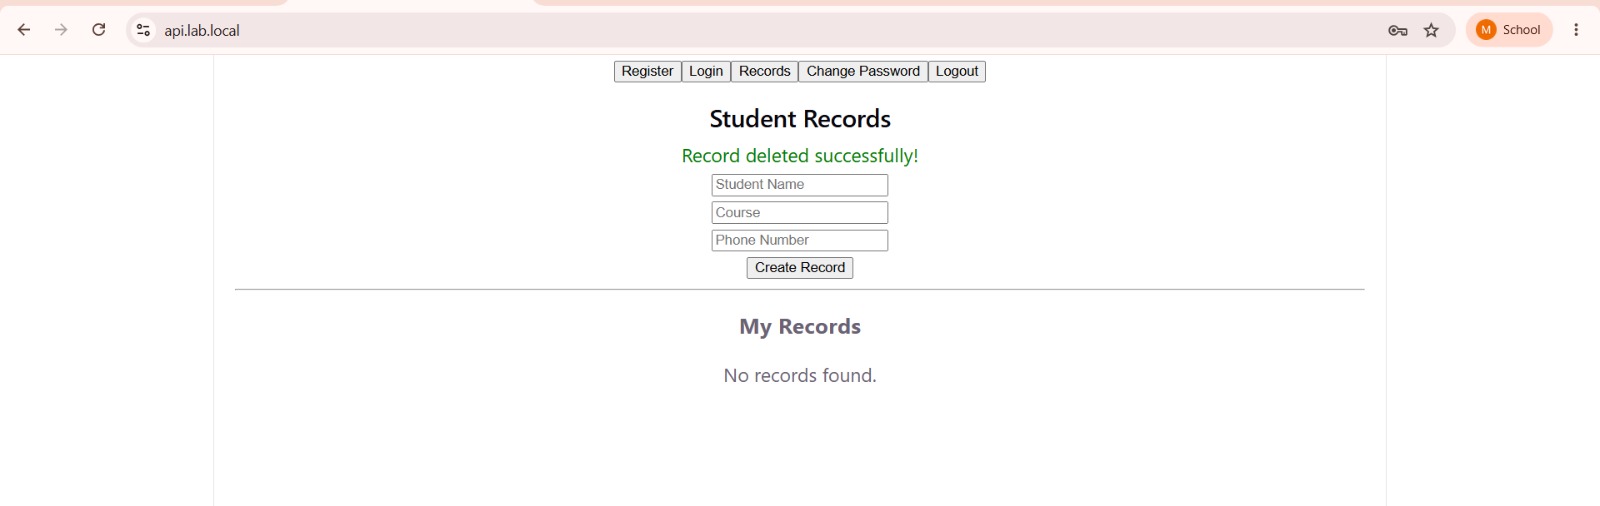 api.lab.local
M School
Register Login Records Change Password Logout
Student Records
Record deleted successfully!
Student Name
Course
Phone Number
Create Record
My Records
No records found.